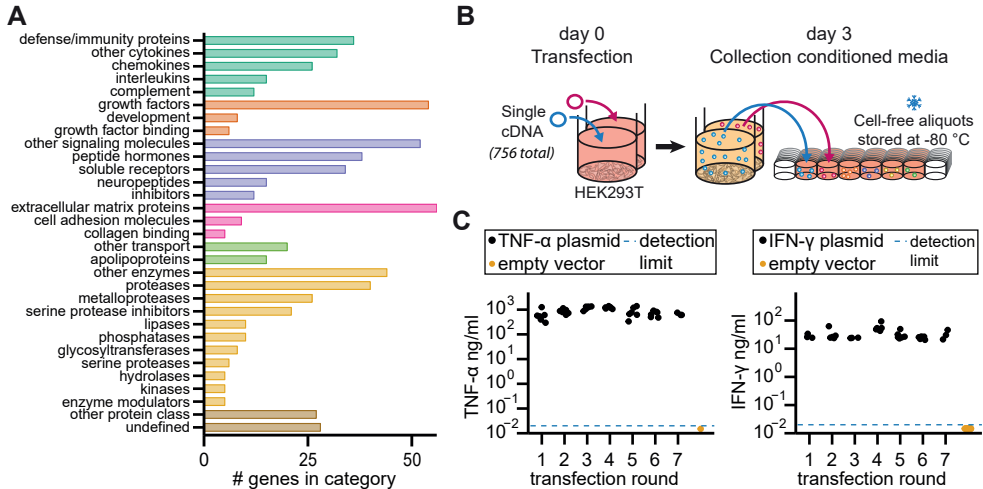 A
defense/immunity proteins
other cytokines
chemokines
interleukins
complement
growth factors
development
growth factor binding
other signaling molecules
peptide hormones
soluble receptors
neuropeptides
inhibitors
extracellular matrix proteins
cell adhesion molecules
collagen binding
other transport
apolipoproteins
other enzymes
proteases
metalloproteases
serine protease inhibitors
lipases
phosphatases
glycosyltransferases
serine proteases
hydrolases
kinases
enzyme modulators
other protein class
undefined
0 25 50
# genes in category
B
day 0
Transfection
day 3
Collection conditioned media
Single
cDNA
(756 total)
HEK293T
Cell-free aliquots
stored at -80 °C
C
TNF-α plasmid
detection
empty vector
limit
TNF-α ng/ml
10³
10²
10¹
10⁰
10⁻¹
10⁻²
1 2 3 4 5 6 7
transfection round
IFN-γ plasmid
detection
empty vector
limit
IFN-γ ng/ml
10²
10¹
10⁰
10⁻¹
10⁻²
1 2 3 4 5 6 7
transfection round